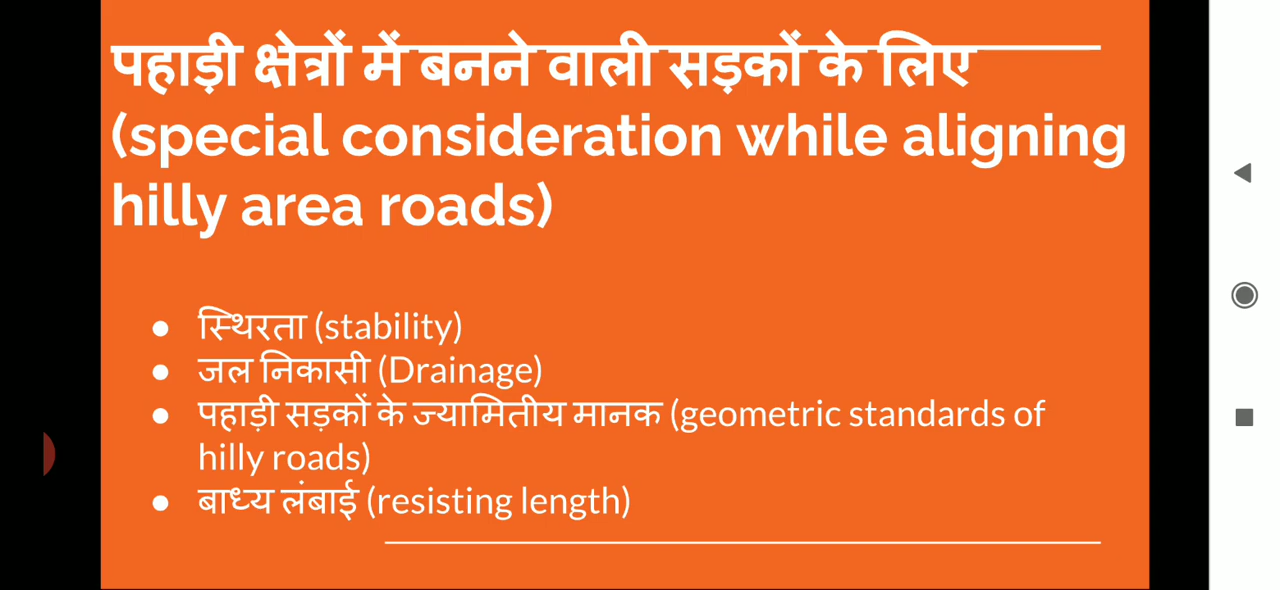 पहाड़ी क्षेत्रों में बनने वाली सड़कों के लिए
(special consideration while aligning
hilly area roads)
● स्थिरता (stability)
● जल निकासी (Drainage)
● पहाड़ी सड़कों के ज्यामितीय मानक (geometric standards of
hilly roads)
● बाध्य लंबाई (resisting length)